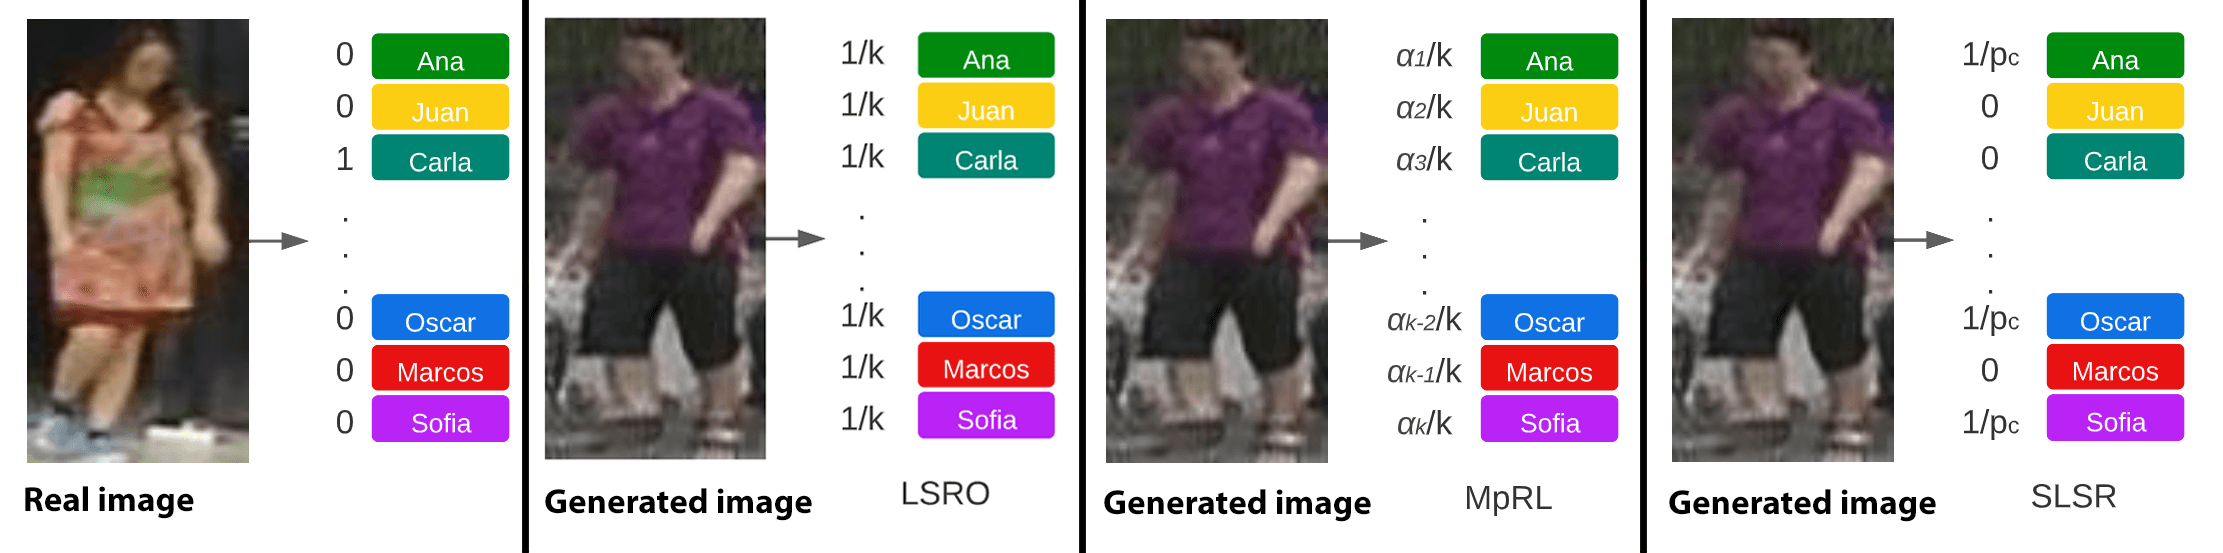 0 Ana
0 Juan
1 Carla
.
.
.
0 Oscar
0 Marcos
0 Sofia
Real image
1/k Ana
1/k Juan
1/k Carla
.
.
.
1/k Oscar
1/k Marcos
1/k Sofia
Generated image
LSRO
α1/k Ana
α2/k Juan
α3/k Carla
.
.
.
αk-2/k Oscar
αk-1/k Marcos
αk/k Sofia
Generated image
MpRL
1/pc Ana
0 Juan
0 Carla
.
.
.
1/pc Oscar
0 Marcos
1/pc Sofia
Generated image
SLSR